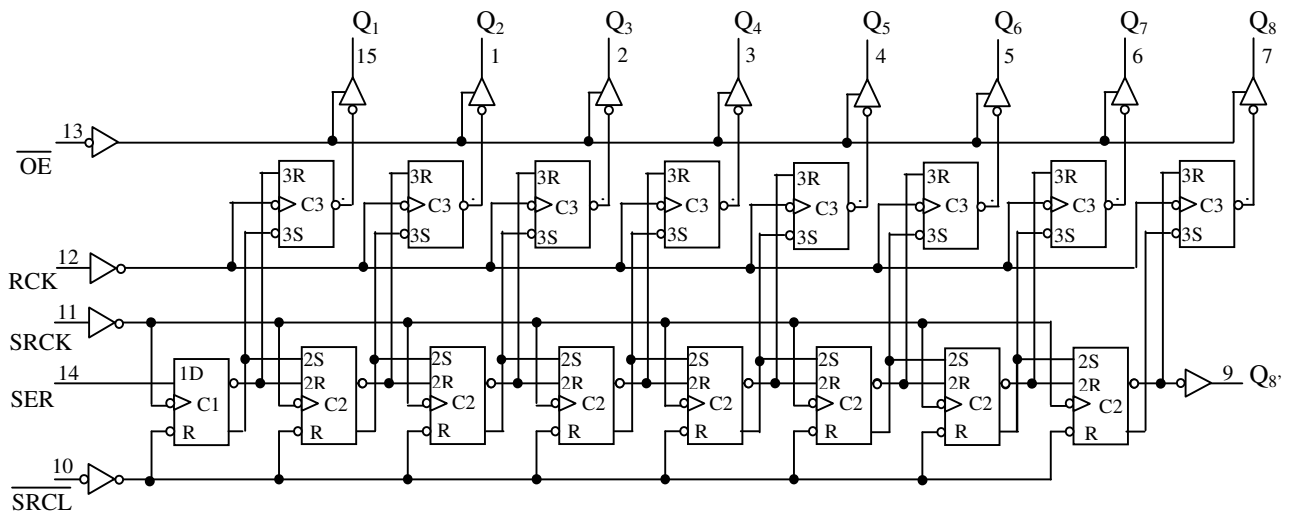 Q1 Q2 Q3 Q4 Q5 Q6 Q7 Q8
15 1 2 3 4 5 6 7
13
OE
3R 3R 3R 3R 3R 3R 3R 3R
C3 C3 C3 C3 C3 C3 C3 C3
3S 3S 3S 3S 3S 3S 3S 3S
12
RCK
11
SRCK
1D 2S 2S 2S 2S 2S 2S 2S
14 2R 2R 2R 2R 2R 2R 2R 9 Q8'
SER
C1 C2 C2 C2 C2 C2 C2 C2
R R R R R R R R
10
SRCL